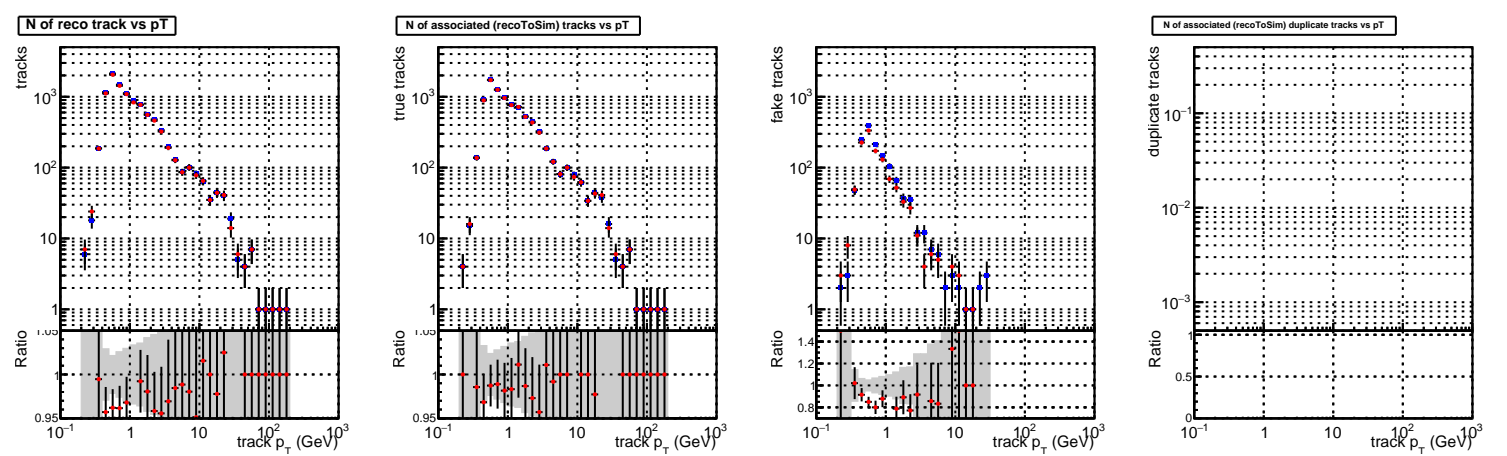 N of reco track vs pT
tracks
10³
10²
10
1
Ratio
1.05
1
0.95
10⁻¹ 1 10 10² 10³
track p_T (GeV)
N of associated (recoToSim) tracks vs pT
true tracks
10³
10²
10
1
Ratio
1.05
1
0.95
10⁻¹ 1 10 10² 10³
track p_T (GeV)
fake tracks
10³
10²
10
1
Ratio
1.4
1.2
1
0.8
10⁻¹ 1 10 10² 10³
track p_T (GeV)
N of associated (recoToSim) duplicate tracks vs pT
duplicate tracks
10⁻¹
10⁻²
10⁻³
Ratio
1
0.5
0
10⁻¹ 1 10 10² 10³
track p_T (GeV)